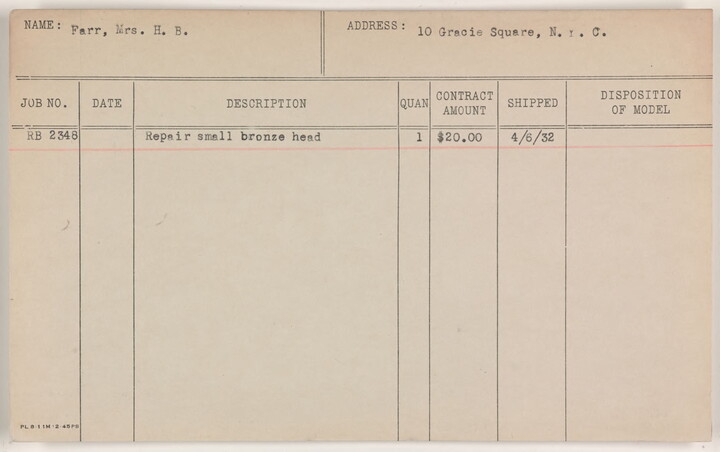 NAME: Farr, Mrs. H. B.
ADDRESS: 10 Gracie Square, N. Y. C.
JOB NO. DATE DESCRIPTION QUAN CONTRACT AMOUNT SHIPPED DISPOSITION OF MODEL
RB 2348 Repair small bronze head 1 $20.00 4/6/32